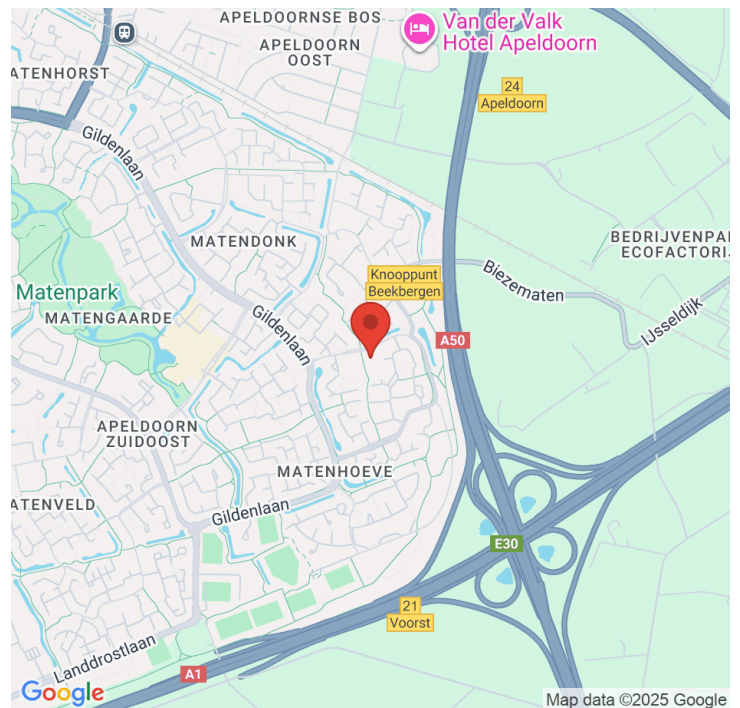 APELDOORNSE BOS
Van der Valk
Hotel Apeldoorn
APELDOORN
OOST
ATENHORST
24
Apeldoorn
Gildenlaan
MATENDONK
BEDRIJVENPA
ECOFACTORIJ
Knooppunt
Beekbergen
Biezematen
Matenpark
MATENGAARDE
Gildenlaan
IJsseldijk
A50
APELDOORN
ZUIDOOST
MATENHOEVE
ATENVELD
Gildenlaan
E30
21
Voorst
Landdrostlaan
A1
Google
Map data ©2025 Google